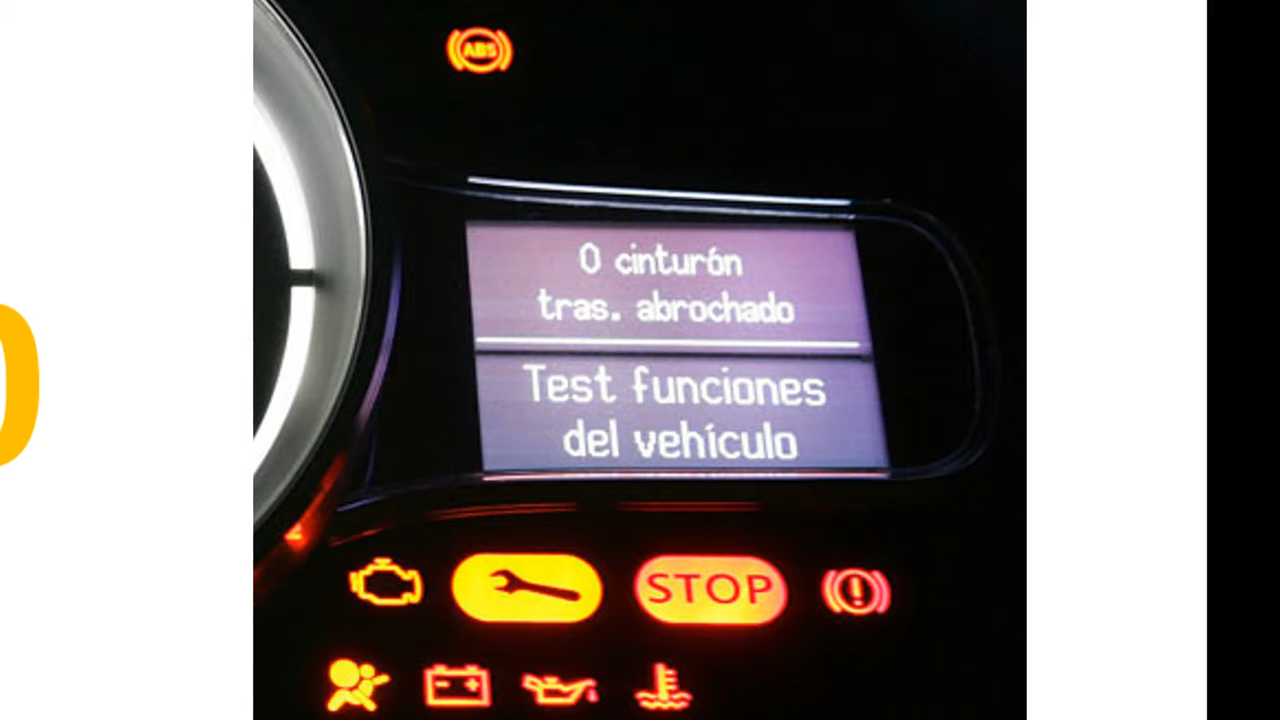 ABS
0 cinturón
tras. abrochado
Test funciones
del vehículo
STOP